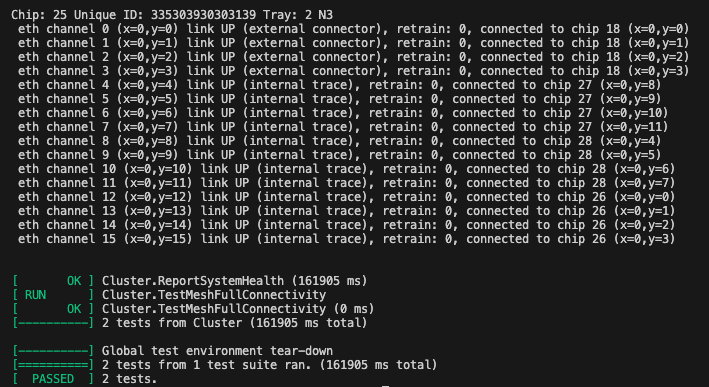 Chip: 25 Unique ID: 335303930303139 Tray: 2 N3
eth channel 0 (x=0,y=0) link UP (external connector), retrain: 0, connected to chip 18 (x=0,y=0)
eth channel 1 (x=0,y=1) link UP (external connector), retrain: 0, connected to chip 18 (x=0,y=1)
eth channel 2 (x=0,y=2) link UP (external connector), retrain: 0, connected to chip 18 (x=0,y=2)
eth channel 3 (x=0,y=3) link UP (external connector), retrain: 0, connected to chip 18 (x=0,y=3)
eth channel 4 (x=0,y=4) link UP (internal trace), retrain: 0, connected to chip 27 (x=0,y=8)
eth channel 5 (x=0,y=5) link UP (internal trace), retrain: 0, connected to chip 27 (x=0,y=9)
eth channel 6 (x=0,y=6) link UP (internal trace), retrain: 0, connected to chip 27 (x=0,y=10)
eth channel 7 (x=0,y=7) link UP (internal trace), retrain: 0, connected to chip 27 (x=0,y=11)
eth channel 8 (x=0,y=8) link UP (internal trace), retrain: 0, connected to chip 28 (x=0,y=4)
eth channel 9 (x=0,y=9) link UP (internal trace), retrain: 0, connected to chip 28 (x=0,y=5)
eth channel 10 (x=0,y=10) link UP (internal trace), retrain: 0, connected to chip 28 (x=0,y=6)
eth channel 11 (x=0,y=11) link UP (internal trace), retrain: 0, connected to chip 28 (x=0,y=7)
eth channel 12 (x=0,y=12) link UP (internal trace), retrain: 0, connected to chip 26 (x=0,y=0)
eth channel 13 (x=0,y=13) link UP (internal trace), retrain: 0, connected to chip 26 (x=0,y=1)
eth channel 14 (x=0,y=14) link UP (internal trace), retrain: 0, connected to chip 26 (x=0,y=2)
eth channel 15 (x=0,y=15) link UP (internal trace), retrain: 0, connected to chip 26 (x=0,y=3)
[       OK ] Cluster.ReportSystemHealth (161905 ms)
[ RUN      ] Cluster.TestMeshFullConnectivity
[       OK ] Cluster.TestMeshFullConnectivity (0 ms)
[----------] 2 tests from Cluster (161905 ms total)
[----------] Global test environment tear-down
[==========] 2 tests from 1 test suite ran. (161905 ms total)
[  PASSED  ] 2 tests.